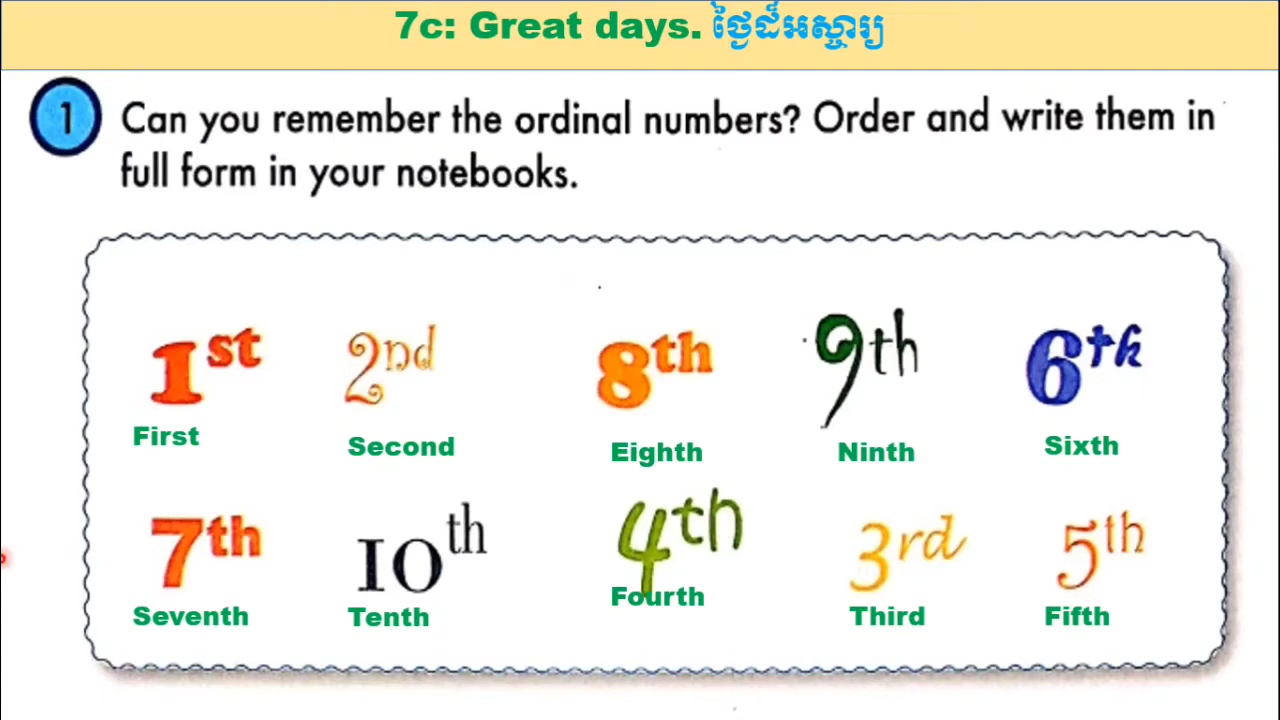 7c: Great days. ថ្ងៃដ៏អស្ចារ្យ
1 Can you remember the ordinal numbers? Order and write them in
full form in your notebooks.
1st 2nd 8th 9th 6th
First Second Eighth Ninth Sixth
7th 10th 4th 3rd 5th
Seventh Tenth Fourth Third Fifth